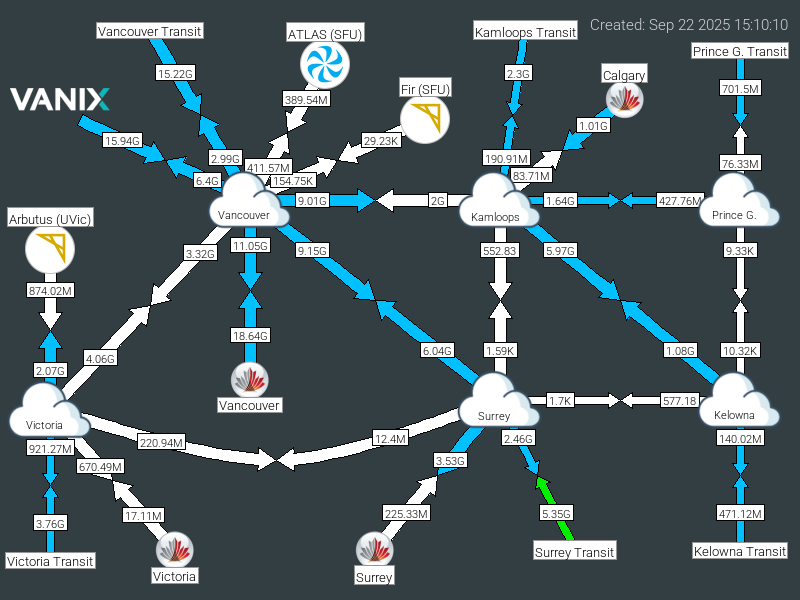 Created: Sep 22 2025 15:10:10
Vancouver Transit
ATLAS (SFU)
Kamloops Transit
Prince G. Transit
15.22G
2.3G
Calgary
701.5M
VANIX
389.54M
Fir (SFU)
1.01G
15.94G
29.23K
2.99G
190.91M
76.33M
6.4G
411.57M
154.75K
83.71M
9.01G
2G
1.64G
427.76M
Vancouver
Kamloops
Prince G.
Arbutus (UVic)
3.32G
11.05G
9.15G
552.83
5.97G
9.33K
874.02M
18.64G
2.07G
4.06G
6.04G
1.59K
1.08G
10.32K
Vancouver
1.7K
577.18
Victoria
Surrey
Kelowna
921.27M
220.94M
12.4M
2.46G
140.02M
670.49M
3.53G
3.76G
17.11M
225.33M
5.35G
471.12M
Victoria Transit
Victoria
Surrey
Surrey Transit
Kelowna Transit